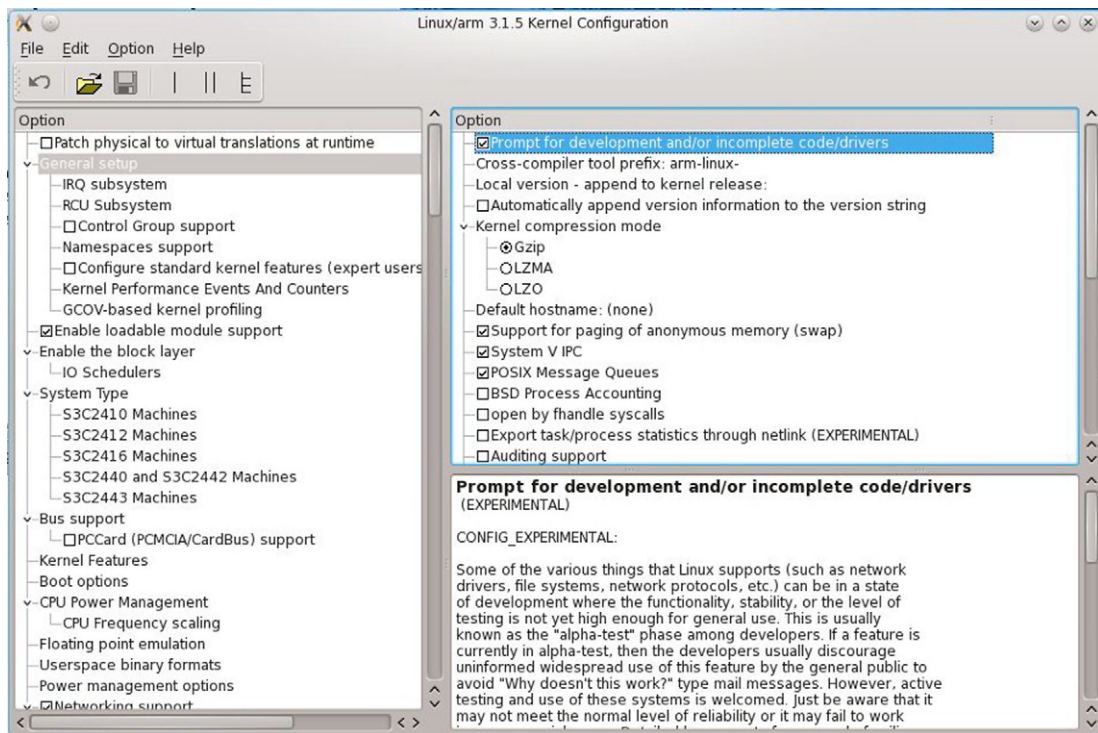 Linux/arm 3.1.5 Kernel Configuration
File Edit Option Help
Option
Patch physical to virtual translations at runtime
General setup
IRQ subsystem
RCU Subsystem
Control Group support
Namespaces support
Configure standard kernel features (expert users
Kernel Performance Events And Counters
GCOV-based kernel profiling
Enable loadable module support
Enable the block layer
IO Schedulers
System Type
S3C2410 Machines
S3C2412 Machines
S3C2416 Machines
S3C2440 and S3C2442 Machines
S3C2443 Machines
Bus support
PCCard (PCMCIA/CardBus) support
Kernel Features
Boot options
CPU Power Management
CPU Frequency scaling
Floating point emulation
Userspace binary formats
Power management options
Networking support
Option
Prompt for development and/or incomplete code/drivers
Cross-compiler tool prefix: arm-linux-
Local version - append to kernel release:
Automatically append version information to the version string
Kernel compression mode
Gzip
LZMA
LZO
Default hostname: (none)
Support for paging of anonymous memory (swap)
System V IPC
POSIX Message Queues
BSD Process Accounting
open by fhandle syscalls
Export task/process statistics through netlink (EXPERIMENTAL)
Auditing support
Prompt for development and/or incomplete code/drivers
(EXPERIMENTAL)
CONFIG_EXPERIMENTAL:
Some of the various things that Linux supports (such as network
drivers, file systems, network protocols, etc.) can be in a state
of development where the functionality, stability, or the level of
testing is not yet high enough for general use. This is usually
known as the "alpha-test" phase among developers. If a feature is
currently in alpha-test, then the developers usually discourage
uninformed widespread use of this feature by the general public to
avoid "Why doesn't this work?" type mail messages. However, active
testing and use of these systems is welcomed. Just be aware that it
may not meet the normal level of reliability or it may fail to work